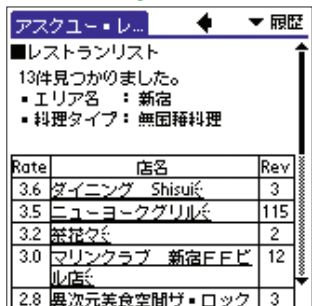 アスクユー・レ... 履歴
■レストランリスト
13件見つかりました。
▪エリア名 ：新宿
▪料理タイプ：無国籍料理
Rate 店名 Rev
3.6 ダイニング Shisui 3
3.5 ニューヨークグリル 115
3.2 茶花 2
3.0 マリンクラブ 新宿FFビ 12
ル店
2.8 異次元美食空間ザ・ロック 3